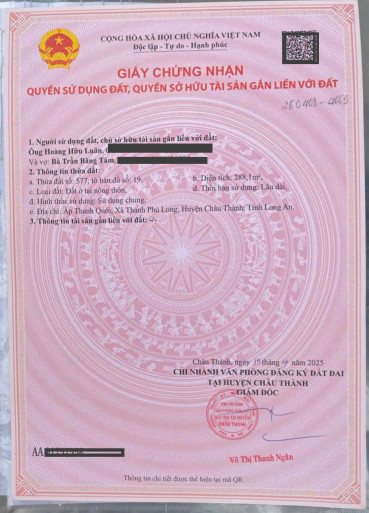 CỘNG HÒA XÃ HỘI CHỦ NGHĨA VIỆT NAM
Độc lập - Tự do - Hạnh phúc
GIẤY CHỨNG NHẬN
QUYỀN SỬ DỤNG ĐẤT, QUYỀN SỞ HỮU TÀI SẢN GẮN LIỀN VỚI ĐẤT
1. Người sử dụng đất, chủ sở hữu tài sản gắn liền với đất:
Ông Hoàng Hữu Luân,
Và vợ: Bà Trần Băng Tâm,
2. Thông tin thửa đất:
a. Thửa đất số: 577; tờ bản đồ số: 19, b. Diện tích: 288,1m²,
c. Loại đất: Đất ở tại nông thôn, d. Thời hạn sử dụng: Lâu dài,
đ. Hình thức sử dụng: Sử dụng chung,
e. Địa chỉ: Ấp Thanh Quới, Xã Thanh Phú Long, Huyện Châu Thành, Tỉnh Long An.
3. Thông tin tài sản gắn liền với đất: -/-
Châu Thành, ngày tháng năm 2025
CHI NHÁNH VĂN PHÒNG ĐĂNG KÝ ĐẤT ĐAI
TẠI HUYỆN CHÂU THÀNH
GIÁM ĐỐC
Võ Thị Thanh Ngân
AA
Thông tin chi tiết được thể hiện tại mã QR.